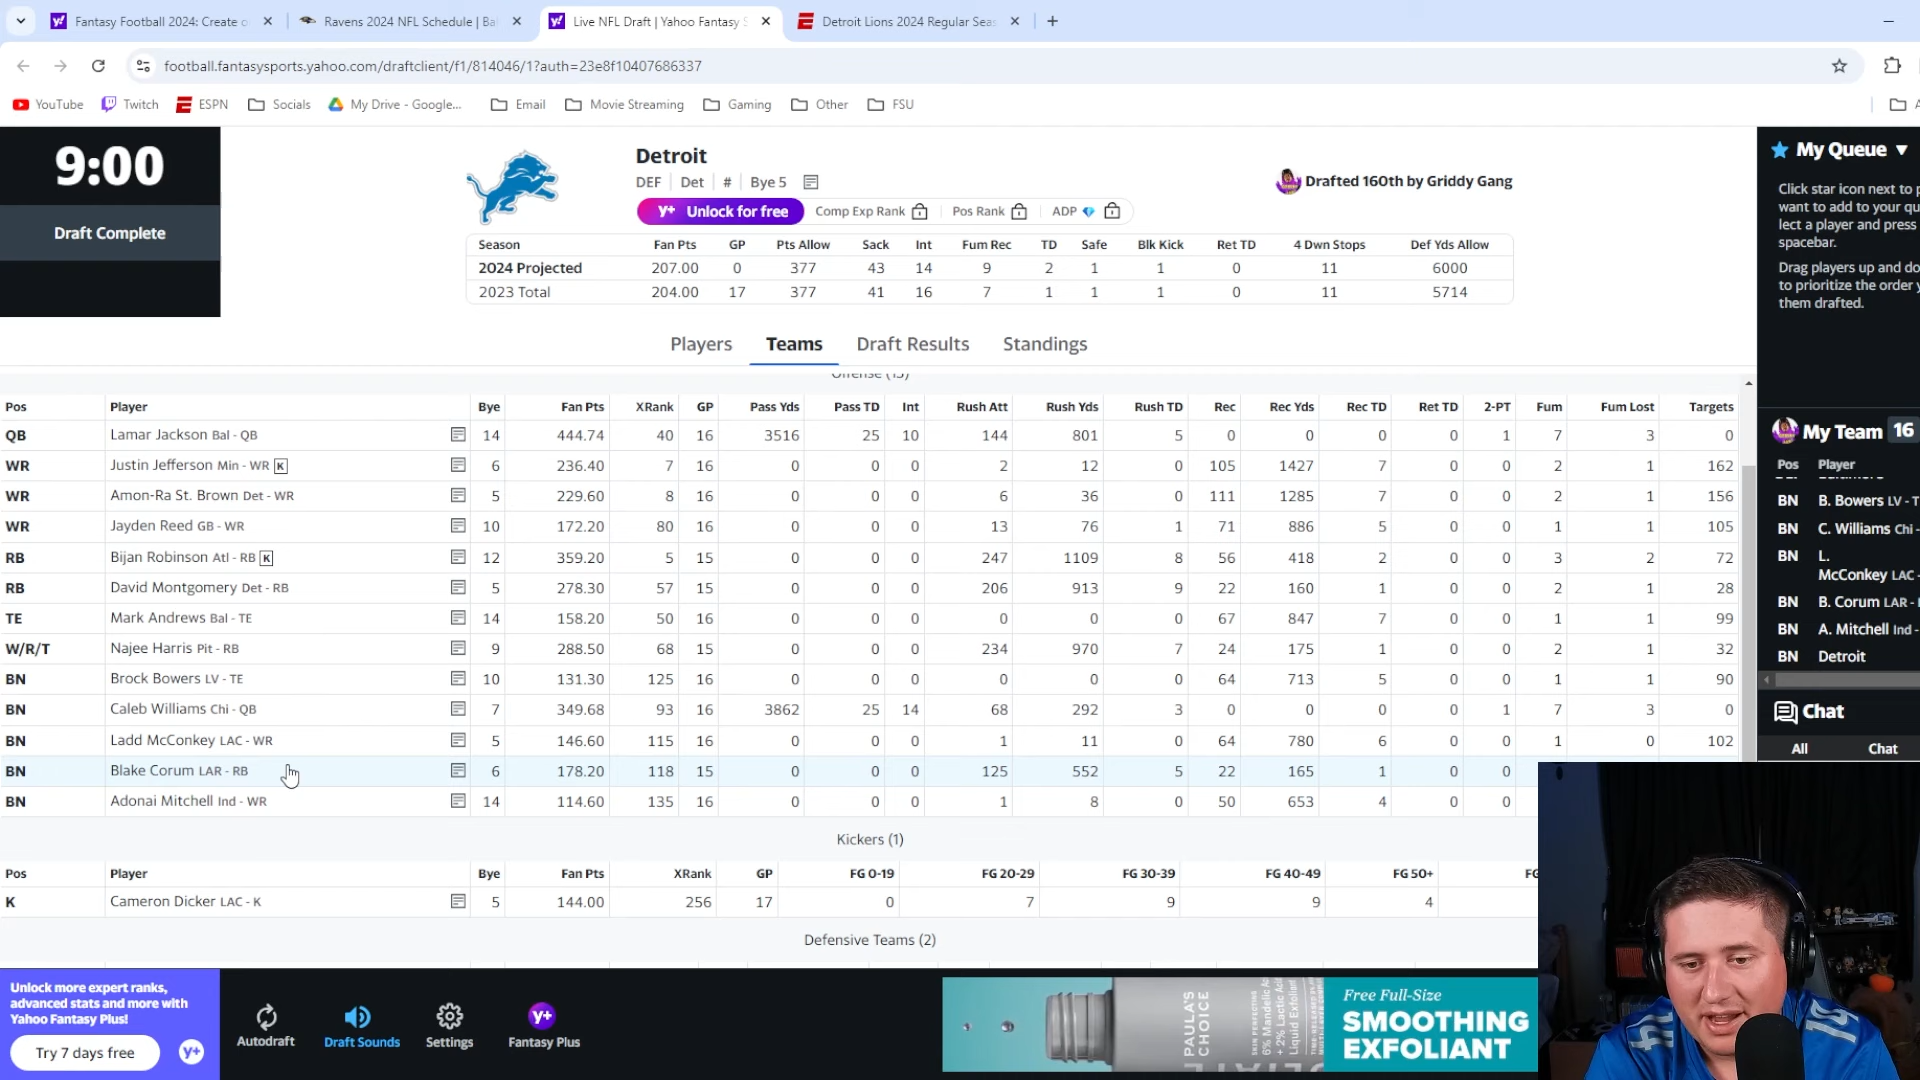 Fantasy Football 2024: Create o
Ravens 2024 NFL Schedule | Bal
Live NFL Draft | Yahoo Fantasy S
Detroit Lions 2024 Regular Seas
football.fantasysports.yahoo.com/draftclient/f1/814046/1?auth=23e8f10407686337
YouTube Twitch ESPN Socials My Drive - Google... Email Movie Streaming Gaming Other FSU
9:00
Draft Complete
Detroit
DEF Det # Bye 5
Y+ Unlock for free Comp Exp Rank Pos Rank ADP
Drafted 160th by Griddy Gang
Season Fan Pts GP Pts Allow Sack Int Fum Rec TD Safe Blk Kick Ret TD 4 Dwn Stops Def Yds Allow
2024 Projected 207.00 0 377 43 14 9 2 1 1 0 11 6000
2023 Total 204.00 17 377 41 16 7 1 1 1 0 11 5714
Players Teams Draft Results Standings
Pos Player Bye Fan Pts XRank GP Pass Yds Pass TD Int Rush Att Rush Yds Rush TD Rec Rec Yds Rec TD Ret TD 2-PT Fum Fum Lost Targets
QB Lamar Jackson Bal - QB 14 444.74 40 16 3516 25 10 144 801 5 0 0 0 0 1 7 3 0
WR Justin Jefferson Min - WR K 6 236.40 7 16 0 0 0 2 12 0 105 1427 7 0 0 2 1 162
WR Amon-Ra St. Brown Det - WR 5 229.60 8 16 0 0 0 6 36 0 111 1285 7 0 0 2 1 156
WR Jayden Reed GB - WR 10 172.20 80 16 0 0 0 13 76 1 71 886 5 0 0 1 1 105
RB Bijan Robinson Atl - RB K 12 359.20 5 15 0 0 0 247 1109 8 56 418 2 0 0 3 2 72
RB David Montgomery Det - RB 5 278.30 57 15 0 0 0 206 913 9 22 160 1 0 0 2 1 28
TE Mark Andrews Bal - TE 14 158.20 50 16 0 0 0 0 0 0 67 847 7 0 0 1 1 99
W/R/T Najee Harris Pit - RB 9 288.50 68 15 0 0 0 234 970 7 24 175 1 0 0 2 1 32
BN Brock Bowers LV - TE 10 131.30 125 16 0 0 0 0 0 0 64 713 5 0 0 1 1 90
BN Caleb Williams Chi - QB 7 349.68 93 16 3862 25 14 68 292 3 0 0 0 0 1 7 3 0
BN Ladd McConkey LAC - WR 5 146.60 115 16 0 0 0 1 11 0 64 780 6 0 0 1 0 102
BN Blake Corum LAR - RB 6 178.20 118 15 0 0 0 125 552 5 22 165 1 0 0
BN Adonai Mitchell Ind - WR 14 114.60 135 16 0 0 0 1 8 0 50 653 4 0 0
Kickers (1)
Pos Player Bye Fan Pts XRank GP FG 0-19 FG 20-29 FG 30-39 FG 40-49 FG 50+ FG
K Cameron Dicker LAC - K 5 144.00 256 17 0 7 9 9 4
Defensive Teams (2)
My Queue
Click star icon next to p
want to add to your qu
lect a player and press
spacebar.
Drag players up and do
to prioritize the order y
them drafted.
My Team 16
Pos Player
BN B. Bowers LV - T
BN C. Williams Chi -
BN L.
McConkey LAC -
BN B. Corum LAR -
BN A. Mitchell Ind -
BN Detroit
Chat
All Chat
Unlock more expert ranks,
advanced stats and more with
Yahoo Fantasy Plus!
Try 7 days free y+
Autodraft Draft Sounds Settings Fantasy Plus
PAULA'S
CHOICE
SKIN PERFECTING
6% Mandelic Ac
+ 2% Lactic A
Liquid Exfoliant
Free Full-Size
SMOOTHING
EXFOLIANT
14